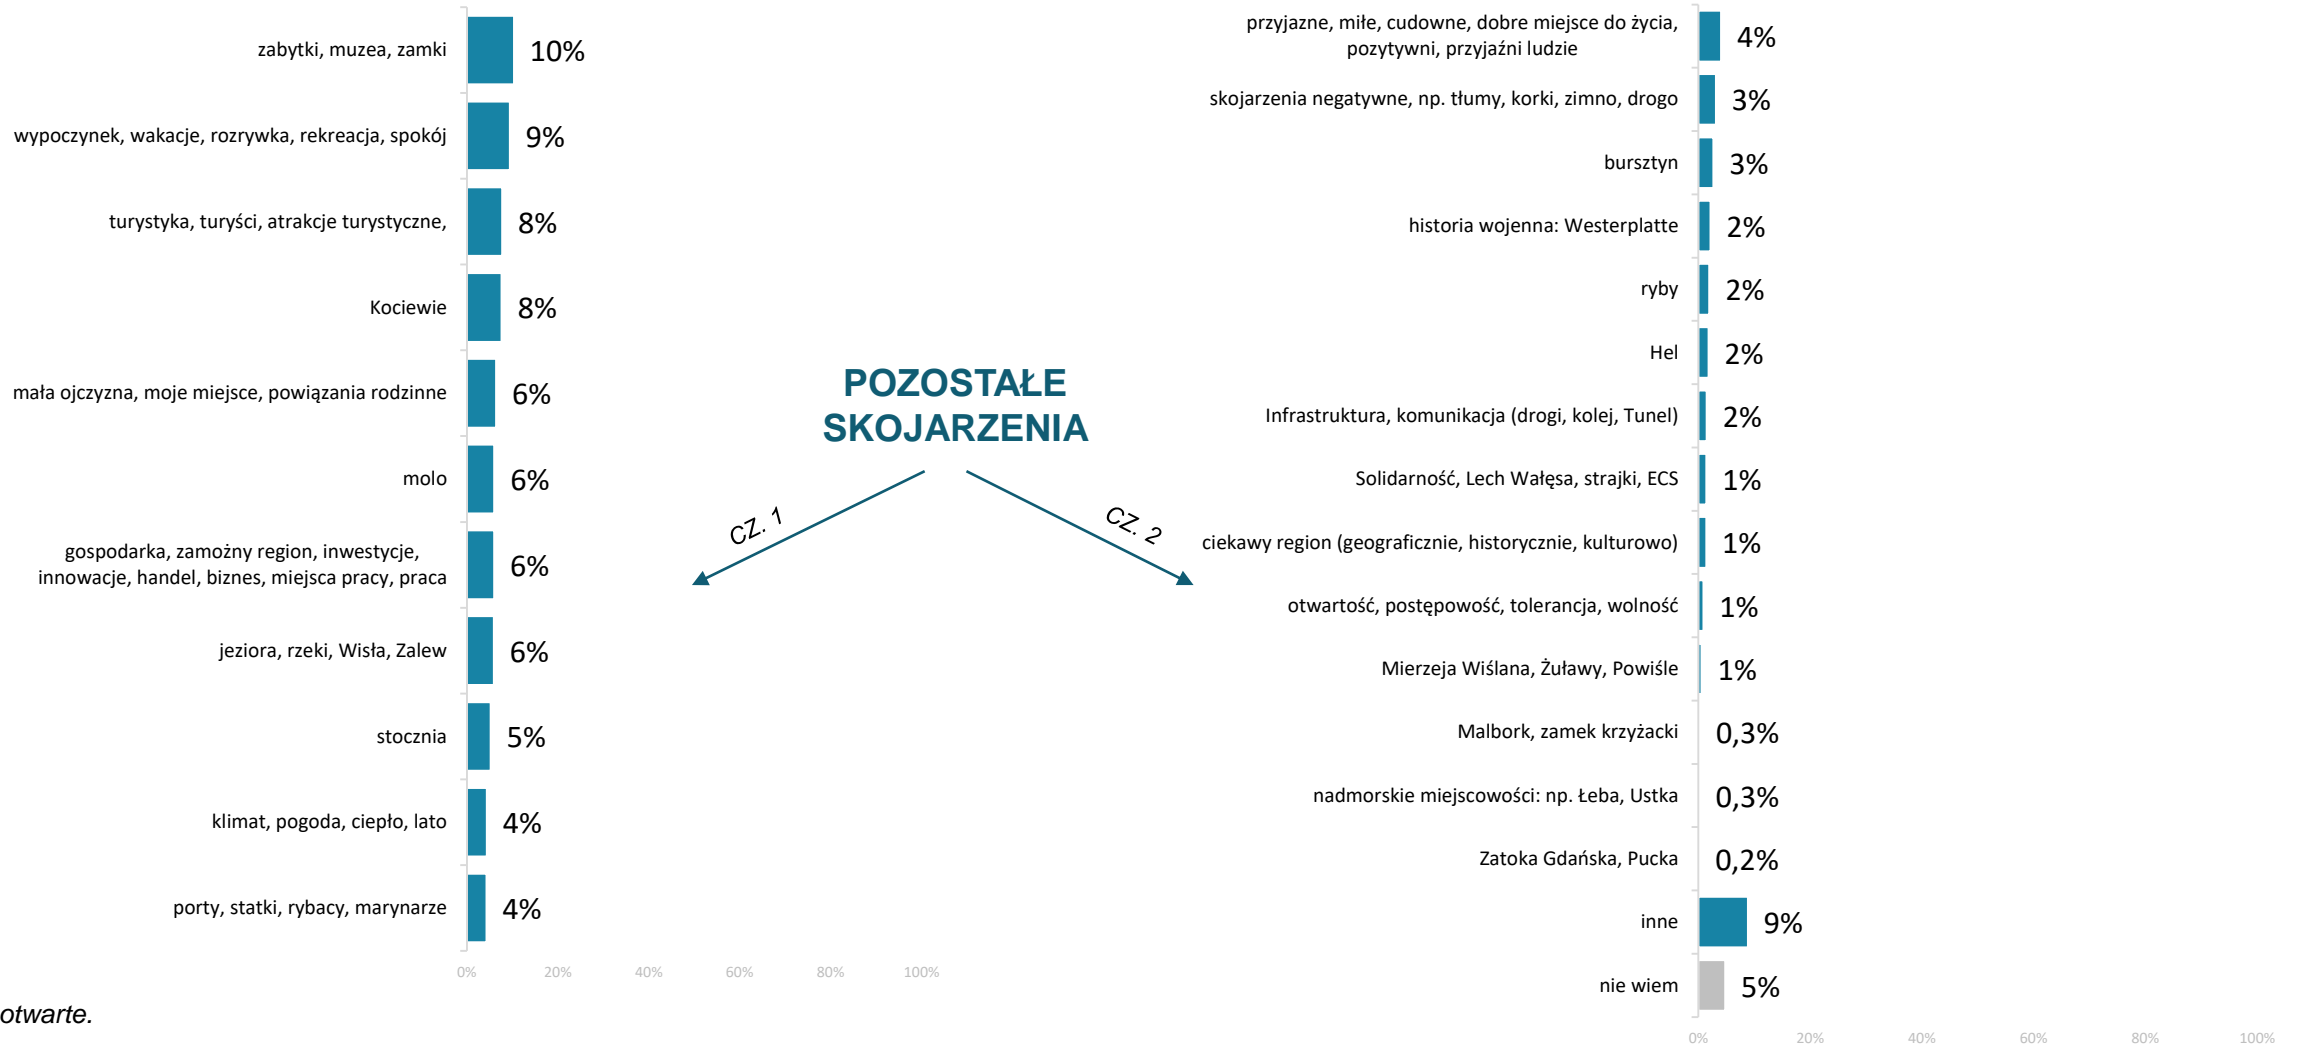 zabytki, muzea, zamki
10%
wypoczynek, wakacje, rozrywka, rekreacja, spokój
9%
turystyka, turyści, atrakcje turystyczne,
8%
Kociewie
8%
mała ojczyzna, moje miejsce, powiązania rodzinne
6%
molo
6%
gospodarka, zamożny region, inwestycje,
innowacje, handel, biznes, miejsca pracy, praca
6%
jeziora, rzeki, Wisła, Zalew
6%
stocznia
5%
klimat, pogoda, ciepło, lato
4%
porty, statki, rybacy, marynarze
4%
0% 20% 40% 60% 80% 100%
otwarte.
POZOSTAŁE
SKOJARZENIA
CZ. 1
CZ. 2
przyjazne, miłe, cudowne, dobre miejsce do życia,
pozytywni, przyjaźni ludzie
4%
skojarzenia negatywne, np. tłumy, korki, zimno, drogo
3%
bursztyn
3%
historia wojenna: Westerplatte
2%
ryby
2%
Hel
2%
Infrastruktura, komunikacja (drogi, kolej, Tunel)
2%
Solidarność, Lech Wałęsa, strajki, ECS
1%
ciekawy region (geograficznie, historycznie, kulturowo)
1%
otwartość, postępowość, tolerancja, wolność
1%
Mierzeja Wiślana, Żuławy, Powiśle
1%
Malbork, zamek krzyżacki
0,3%
nadmorskie miejscowości: np. Łeba, Ustka
0,3%
Zatoka Gdańska, Pucka
0,2%
inne
9%
nie wiem
5%
0% 20% 40% 60% 80% 100%